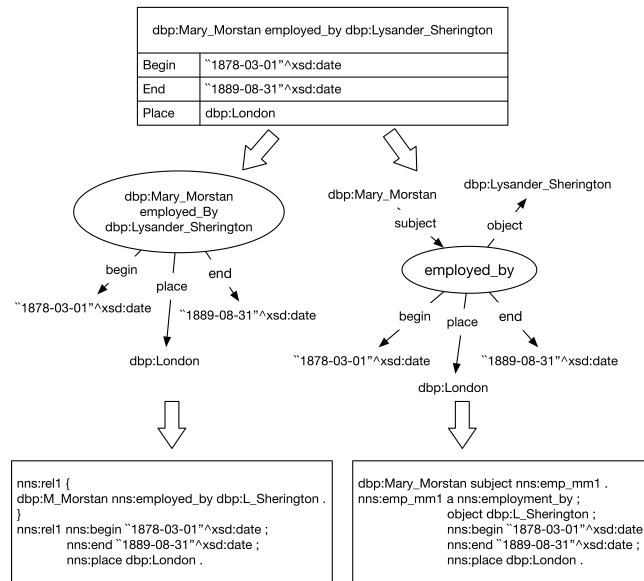 dbp:Mary_Morstan employed_by dbp:Lysander_Sherington
Begin ``1878-03-01”^xsd:date
End ``1889-08-31”^xsd:date
Place dbp:London
dbp:Mary_Morstan
employed_By
dbp:Lysander_Sherington
begin
place
end
``1878-03-01”^xsd:date
``1889-08-31”^xsd:date
dbp:London
dbp:Mary_Morstan
dbp:Lysander_Sherington
subject
object
employed_by
begin
place
end
``1878-03-01”^xsd:date
``1889-08-31”^xsd:date
dbp:London
nns:rel1 {
dbp:M_Morstan nns:employed_by dbp:L_Sherington .
}
nns:rel1 nns:begin ``1878-03-01”^xsd:date ;
nns:end ``1889-08-31”^xsd:date ;
nns:place dbp:London .
dbp:Mary_Morstan subject nns:emp_mm1 .
nns:emp_mm1 a nns:employment_by ;
object dbp:L_Sherington ;
nns:begin ``1878-03-01”^xsd:date ;
nns:end ``1889-08-31”^xsd:date ;
nns:place dbp:London .